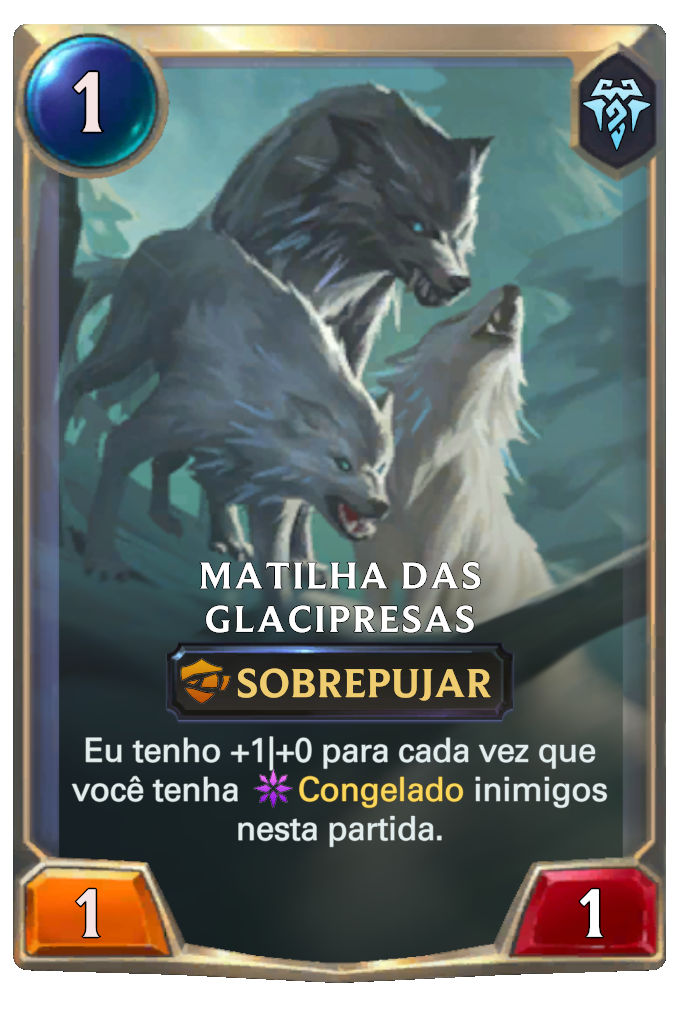 1
MATILHA DAS
GLACIPRESAS
SOBREPUJAR
Eu tenho +1|+0 para cada vez que
você tenha Congelado inimigos
nesta partida.
1
1